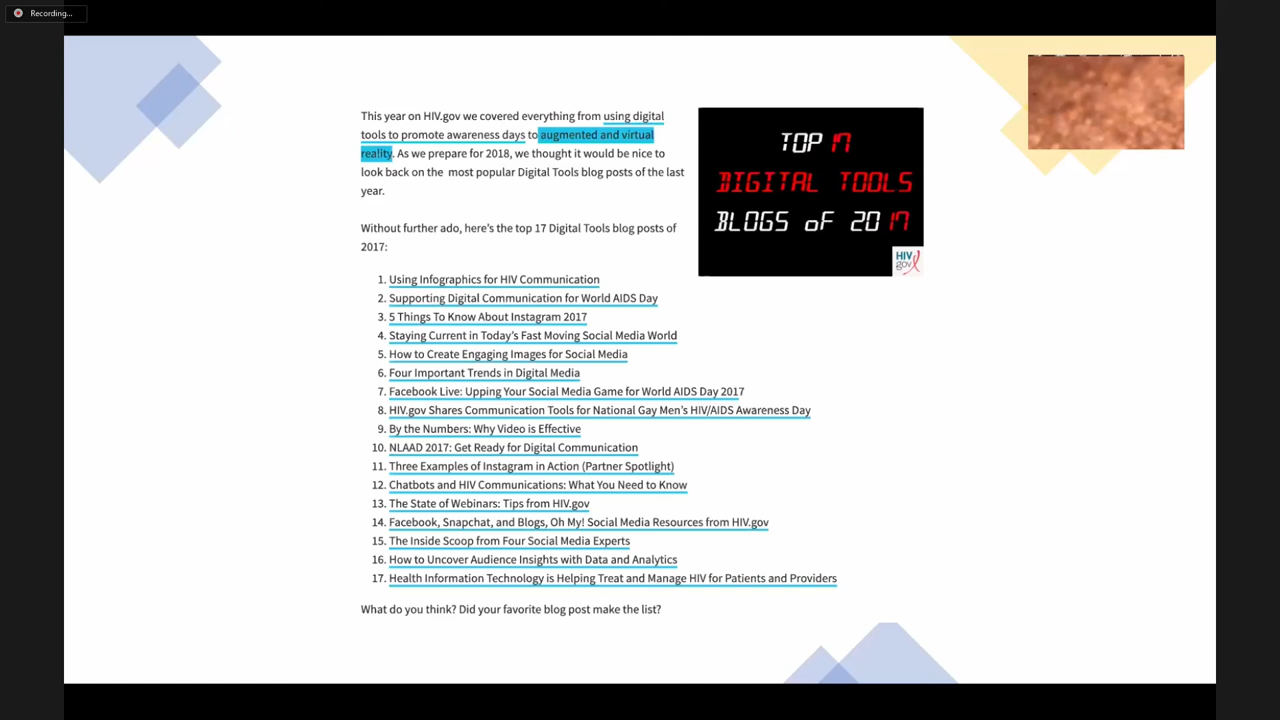 Recording...
This year on HIV.gov we covered everything from using digital
tools to promote awareness days to augmented and virtual
reality. As we prepare for 2018, we thought it would be nice to
look back on the most popular Digital Tools blog posts of the last
year.
TOP 17
DIGITAL TOOLS
BLOGS oF 2017
HIV
gov
Without further ado, here's the top 17 Digital Tools blog posts of
2017:
1. Using Infographics for HIV Communication
2. Supporting Digital Communication for World AIDS Day
3. 5 Things To Know About Instagram 2017
4. Staying Current in Today's Fast Moving Social Media World
5. How to Create Engaging Images for Social Media
6. Four Important Trends in Digital Media
7. Facebook Live: Upping Your Social Media Game for World AIDS Day 2017
8. HIV.gov Shares Communication Tools for National Gay Men's HIV/AIDS Awareness Day
9. By the Numbers: Why Video is Effective
10. NLAAD 2017: Get Ready for Digital Communication
11. Three Examples of Instagram in Action (Partner Spotlight)
12. Chatbots and HIV Communications: What You Need to Know
13. The State of Webinars: Tips from HIV.gov
14. Facebook, Snapchat, and Blogs, Oh My! Social Media Resources from HIV.gov
15. The Inside Scoop from Four Social Media Experts
16. How to Uncover Audience Insights with Data and Analytics
17. Health Information Technology is Helping Treat and Manage HIV for Patients and Providers
What do you think? Did your favorite blog post make the list?